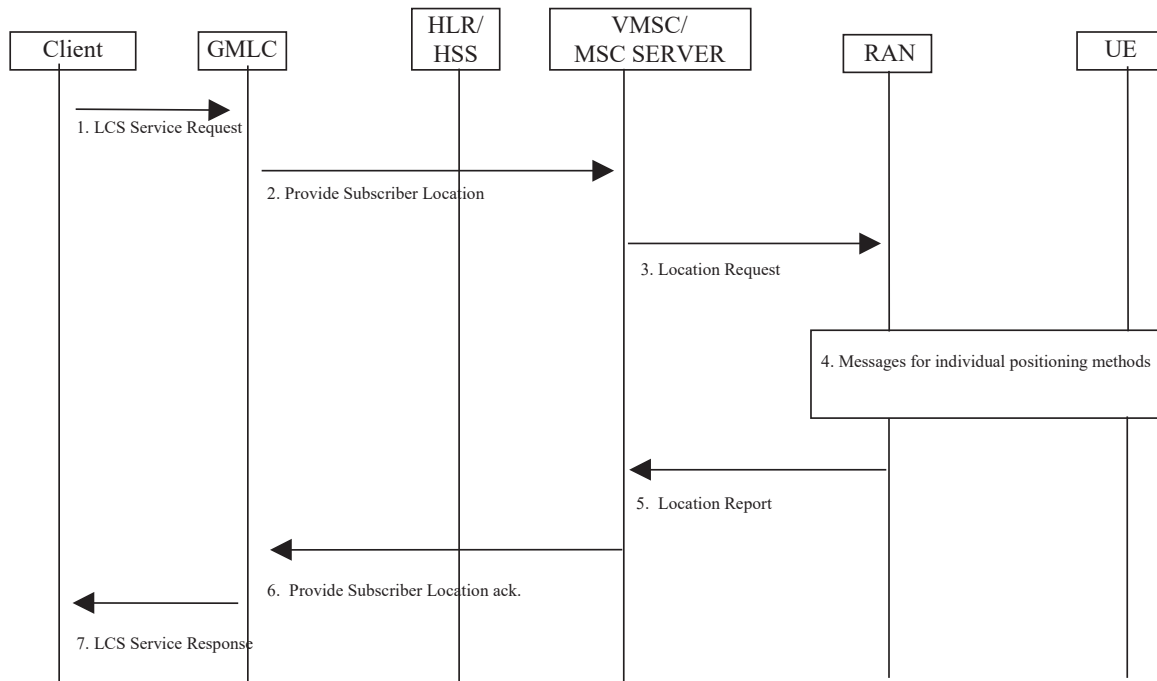 Client
GMLC
HLR/
HSS
VMSC/
MSC SERVER
RAN
UE
1. LCS Service Request
2. Provide Subscriber Location
3. Location Request
4. Messages for individual positioning methods
5. Location Report
6. Provide Subscriber Location ack.
7. LCS Service Response